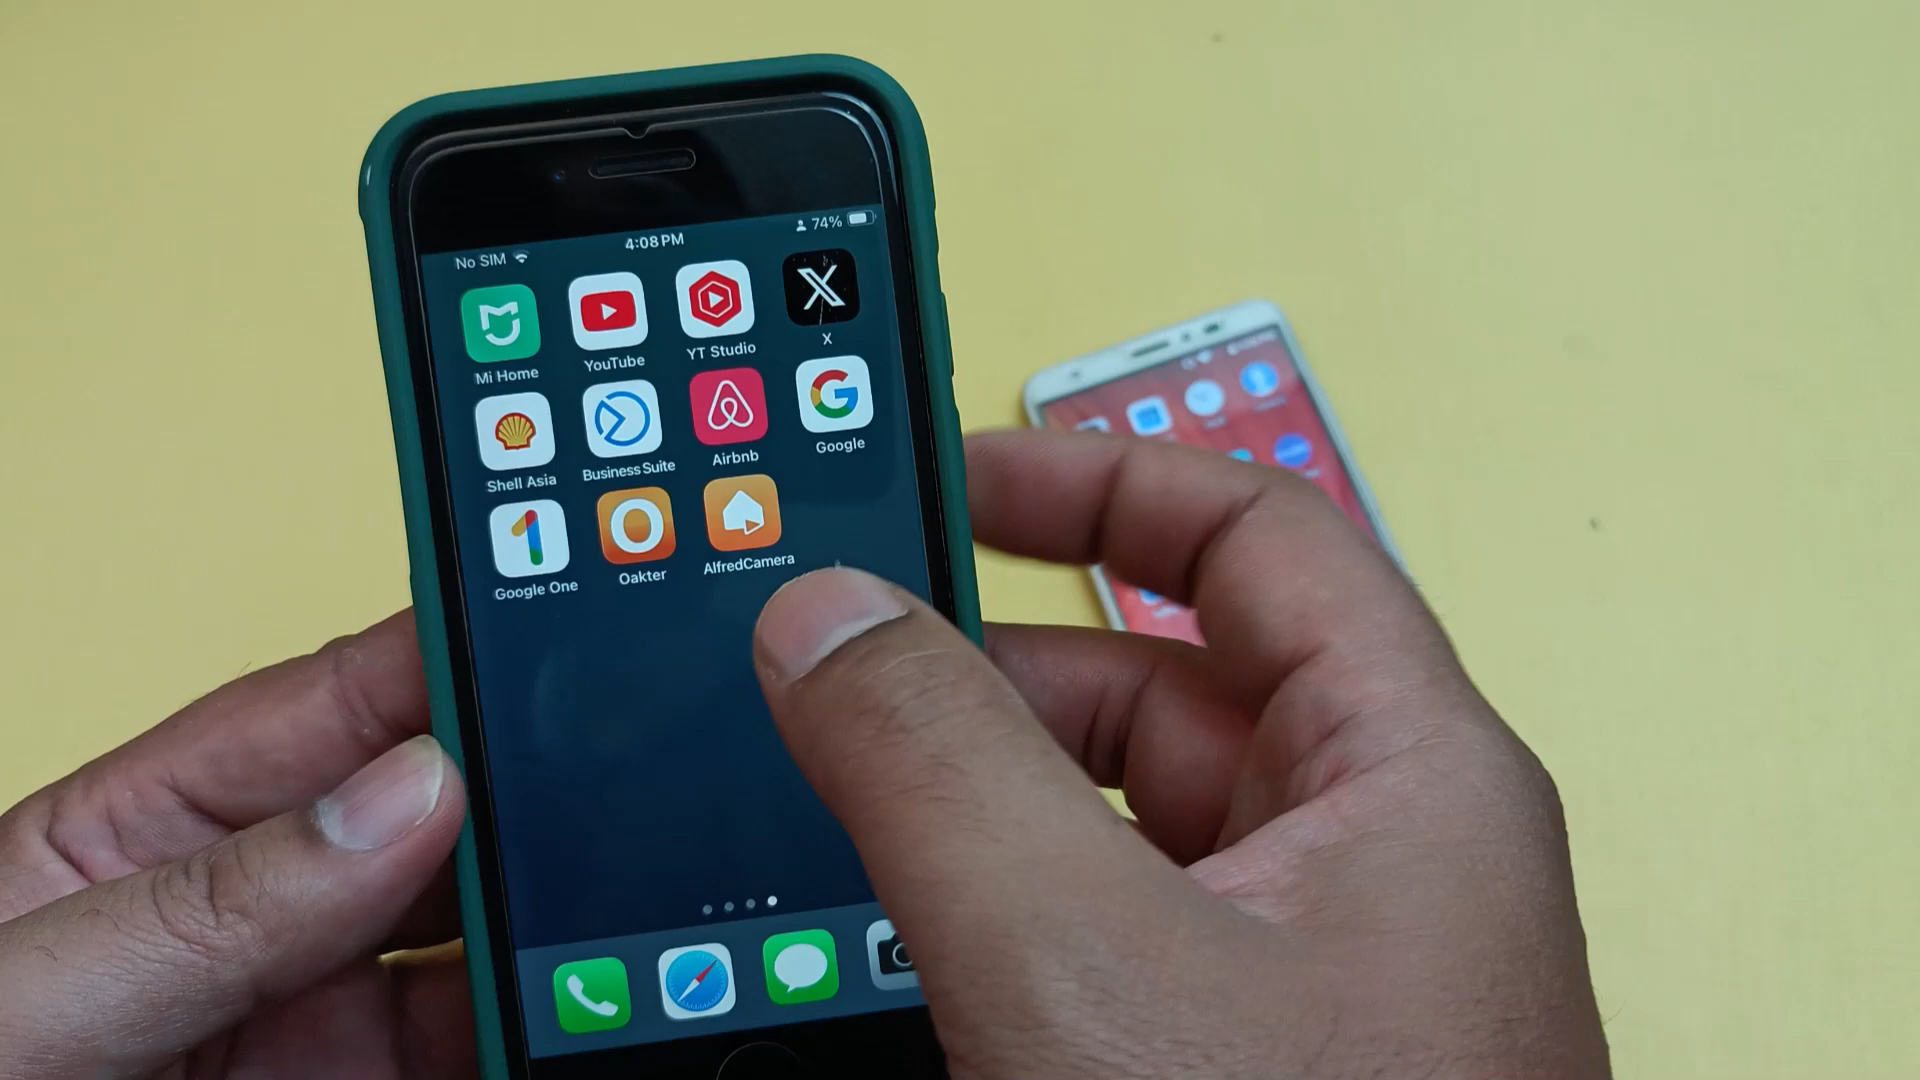 No SIM 4:08 PM 74%
Mi Home YouTube YT Studio X
Shell Asia Business Suite Airbnb Google
Google One Oakter AlfredCamera